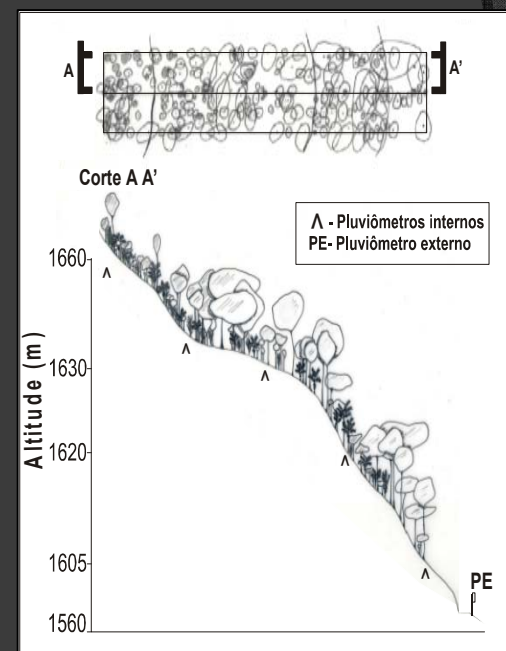 A A'
Corte A A'
Λ - Pluviômetros internos
PE- Pluviômetro externo
Altitude (m)
1660
1630
1620
1605
1560
Λ
Λ
Λ
Λ
Λ
PE